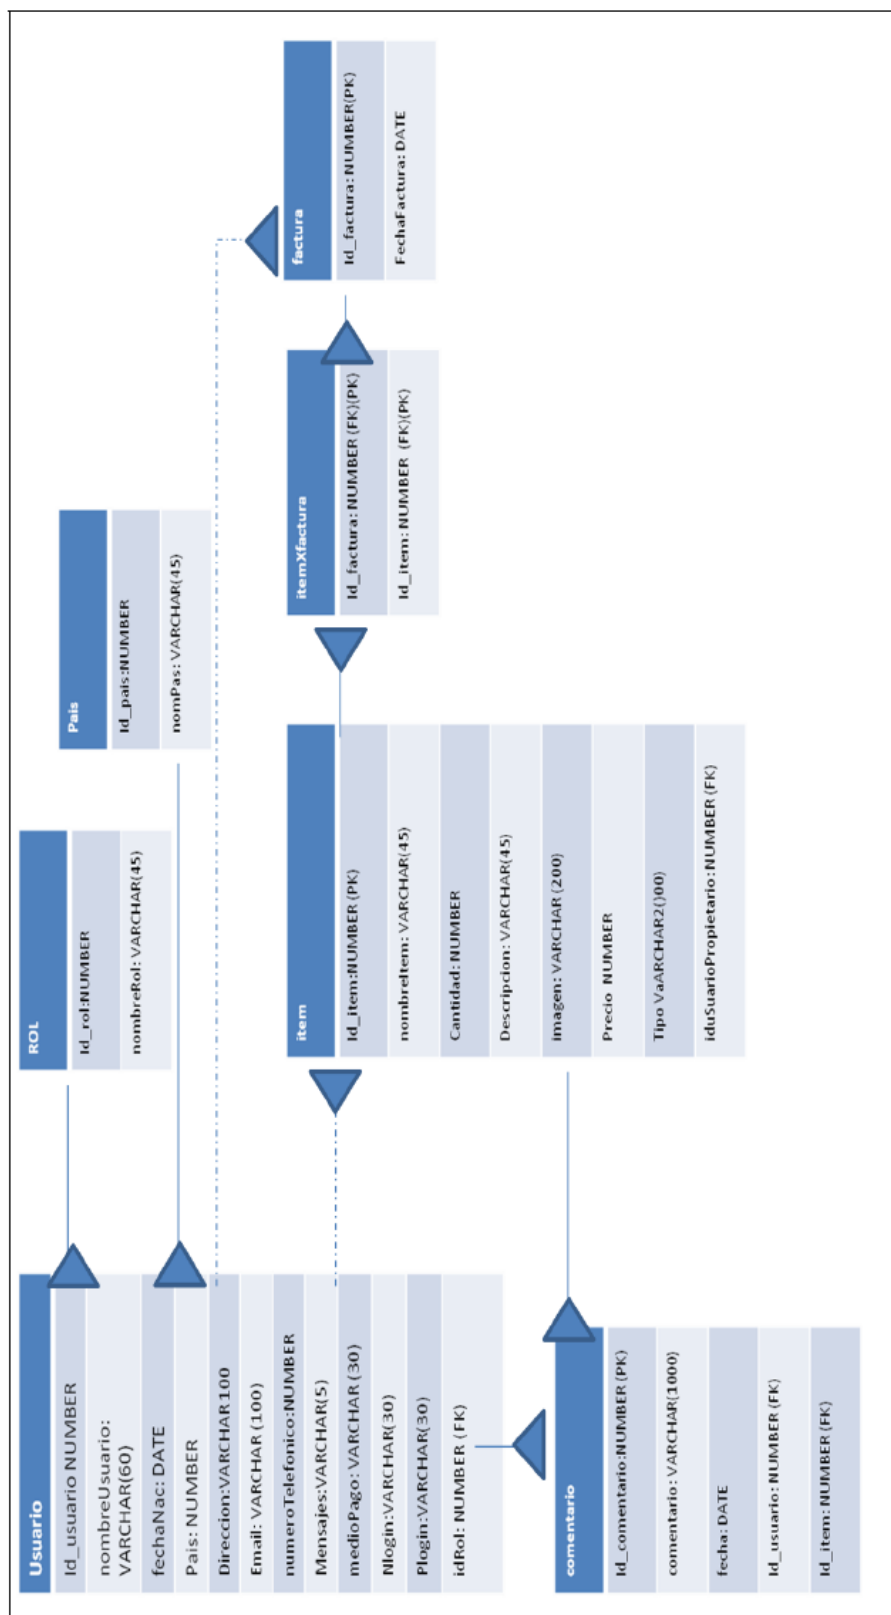 Usuario
Id_usuario NUMBER
nombreUsuario:
VARCHAR(60)
fechaNac: DATE
Pais: NUMBER
Direccion:VARCHAR 100
Email: VARCHAR (100)
numeroTelefonico:NUMBER
Mensajes:VARCHAR(5)
medioPago: VARCHAR (30)
Nlogin:VARCHAR(30)
Plogin:VARCHAR(30)
idRol: NUMBER (FK)
ROL
Id_rol:NUMBER
nombreRol: VARCHAR(45)
Pais
Id_pais:NUMBER
nomPas: VARCHAR(45)
comentario
Id_comentario:NUMBER (PK)
comentario: VARCHAR(1000)
fecha: DATE
Id_usuario: NUMBER (FK)
Id_item: NUMBER (FK)
item
Id_item:NUMBER (PK)
nombreItem: VARCHAR(45)
Cantidad: NUMBER
Descripcion: VARCHAR(45)
imagen: VARCHAR (200)
Precio NUMBER
Tipo VaARCHAR2()00)
iduSuarioPropietario: NUMBER (FK)
itemXfactura
Id_factura: NUMBER (FK)(PK)
Id_item: NUMBER (FK)(PK)
factura
Id_factura: NUMBER(PK)
FechaFactura: DATE